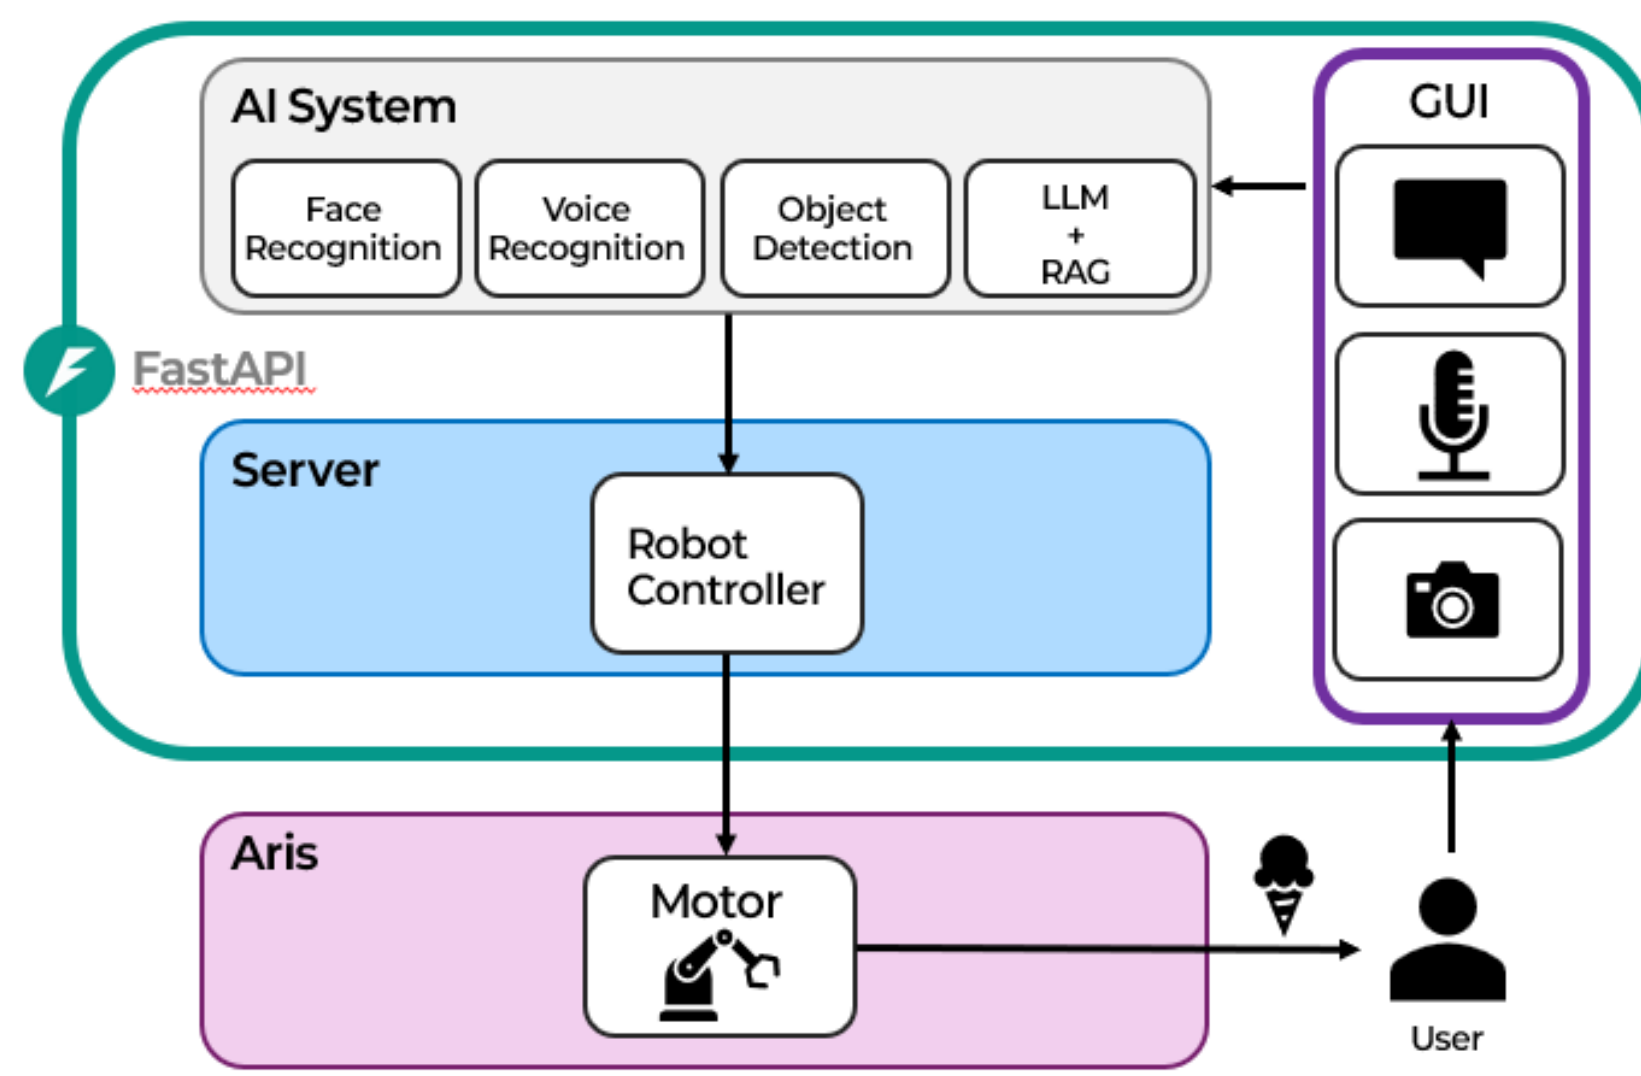 AI System
Face
Recognition
Voice
Recognition
Object
Detection
LLM
+
RAG
GUI
FastAPI
Server
Robot
Controller
Aris
Motor
User